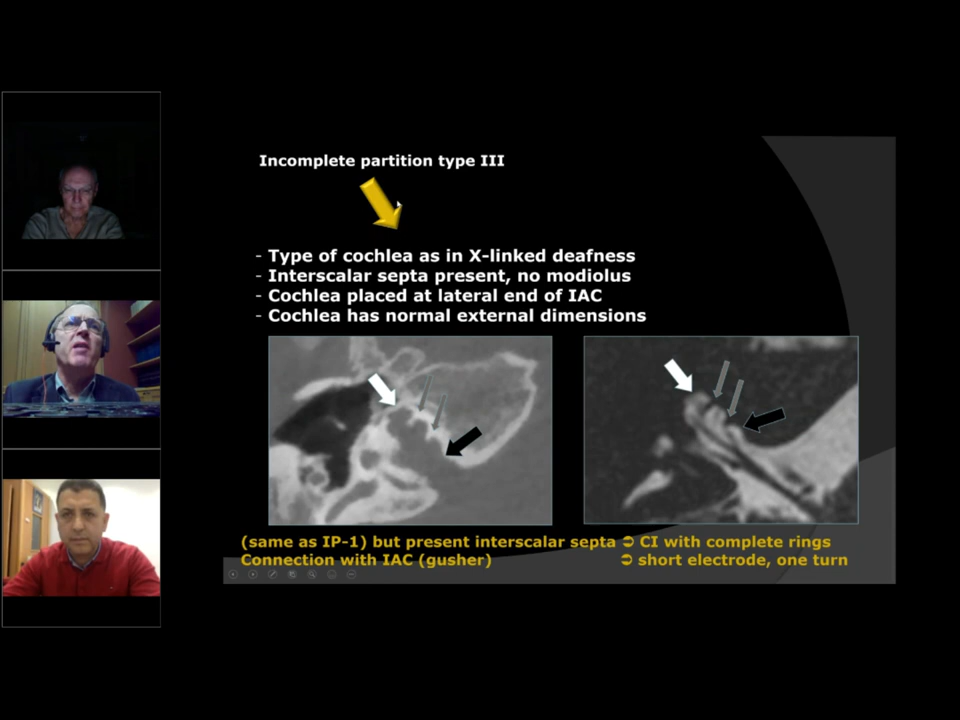 Incomplete partition type III
- Type of cochlea as in X-linked deafness
- Interscalar septa present, no modiolus
- Cochlea placed at lateral end of IAC
- Cochlea has normal external dimensions
(same as IP-1) but present interscalar septa ➲ CI with complete rings
Connection with IAC (gusher) ➲ short electrode, one turn